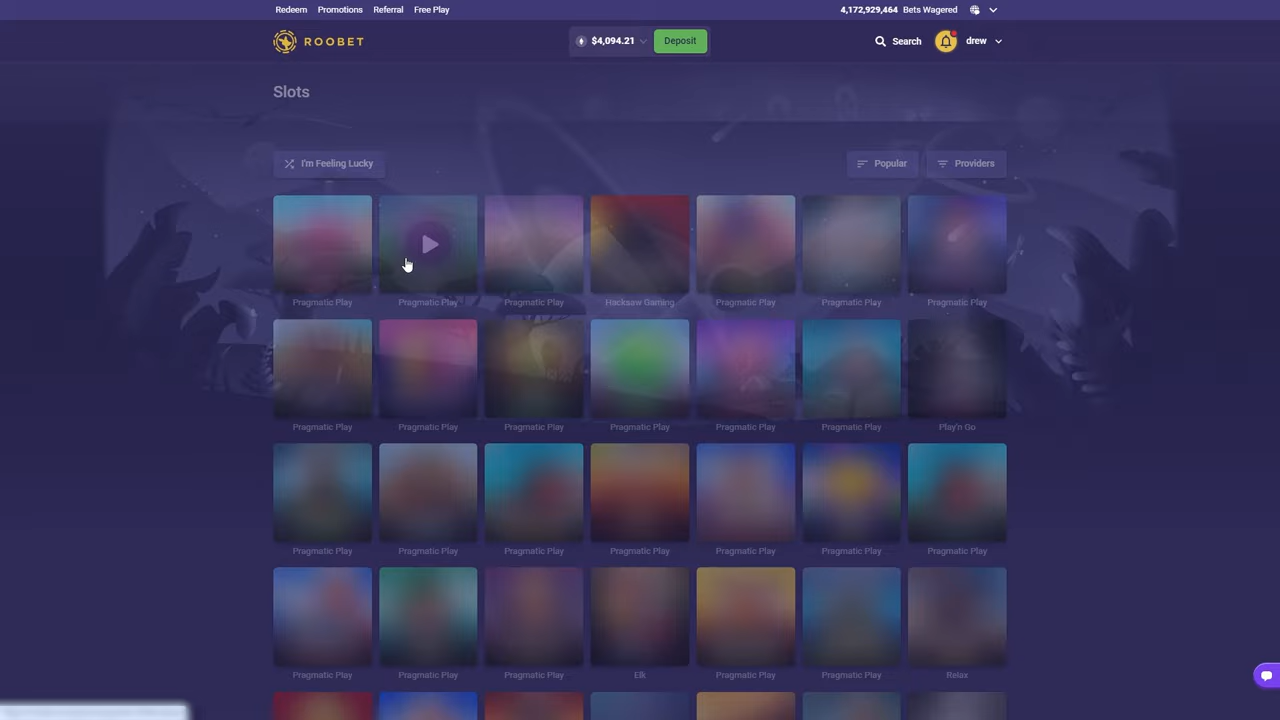 Redeem Promotions Referral Free Play 4,172,929,464 Bets Wagered
ROOBET $4,094.21 Deposit Search drew
Slots
I'm Feeling Lucky Popular Providers
Pragmatic Play Pragmatic Play Pragmatic Play Hacksaw Gaming Pragmatic Play Pragmatic Play Pragmatic Play
Pragmatic Play Pragmatic Play Pragmatic Play Pragmatic Play Pragmatic Play Pragmatic Play Play'n Go
Pragmatic Play Pragmatic Play Pragmatic Play Pragmatic Play Pragmatic Play Pragmatic Play Pragmatic Play
Pragmatic Play Pragmatic Play Pragmatic Play Elk Pragmatic Play Pragmatic Play Relax